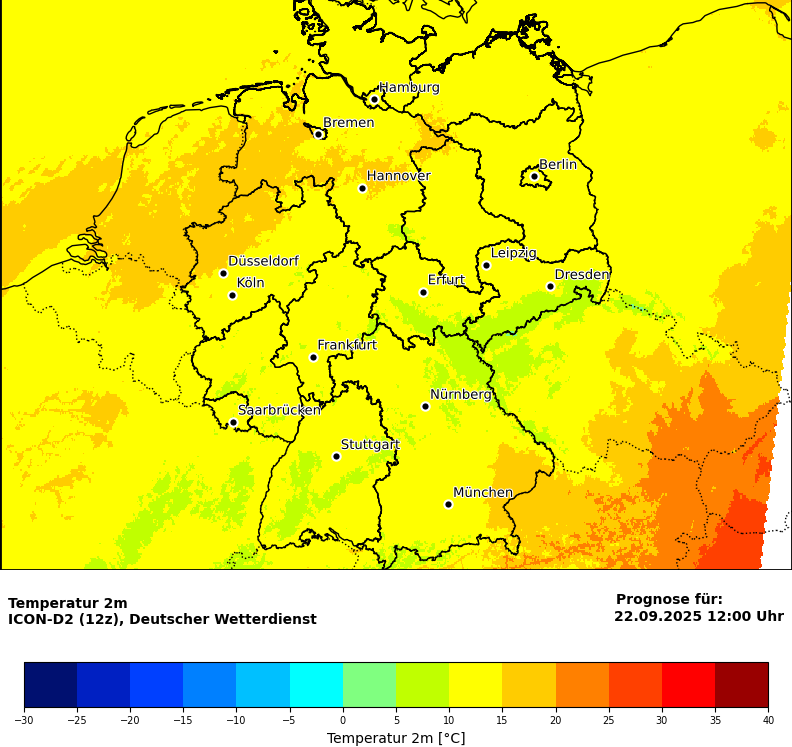 Hamburg
Bremen
Berlin
Hannover
Leipzig
Düsseldorf
Dresden
Köln
Erfurt
Frankfurt
Nürnberg
Saarbrücken
Stuttgart
München
Temperatur 2m
ICON-D2 (12z), Deutscher Wetterdienst
Prognose für:
22.09.2025 12:00 Uhr
−30 −25 −20 −15 −10 −5 0 5 10 15 20 25 30 35 40
Temperatur 2m [°C]